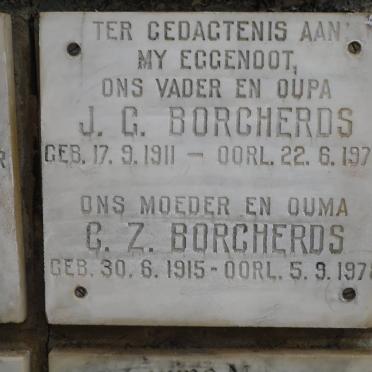 TER GEDAGTENIS AAN
MY EGGENOOT,
ONS VADER EN OUPA
J. G. BORCHERDS
GEB. 17. 9. 1911 – OORL. 22. 6. 197
ONS MOEDER EN OUMA
G. Z. BORCHERDS
GEB. 30. 6. 1915 - OORL. 5. 9. 1978